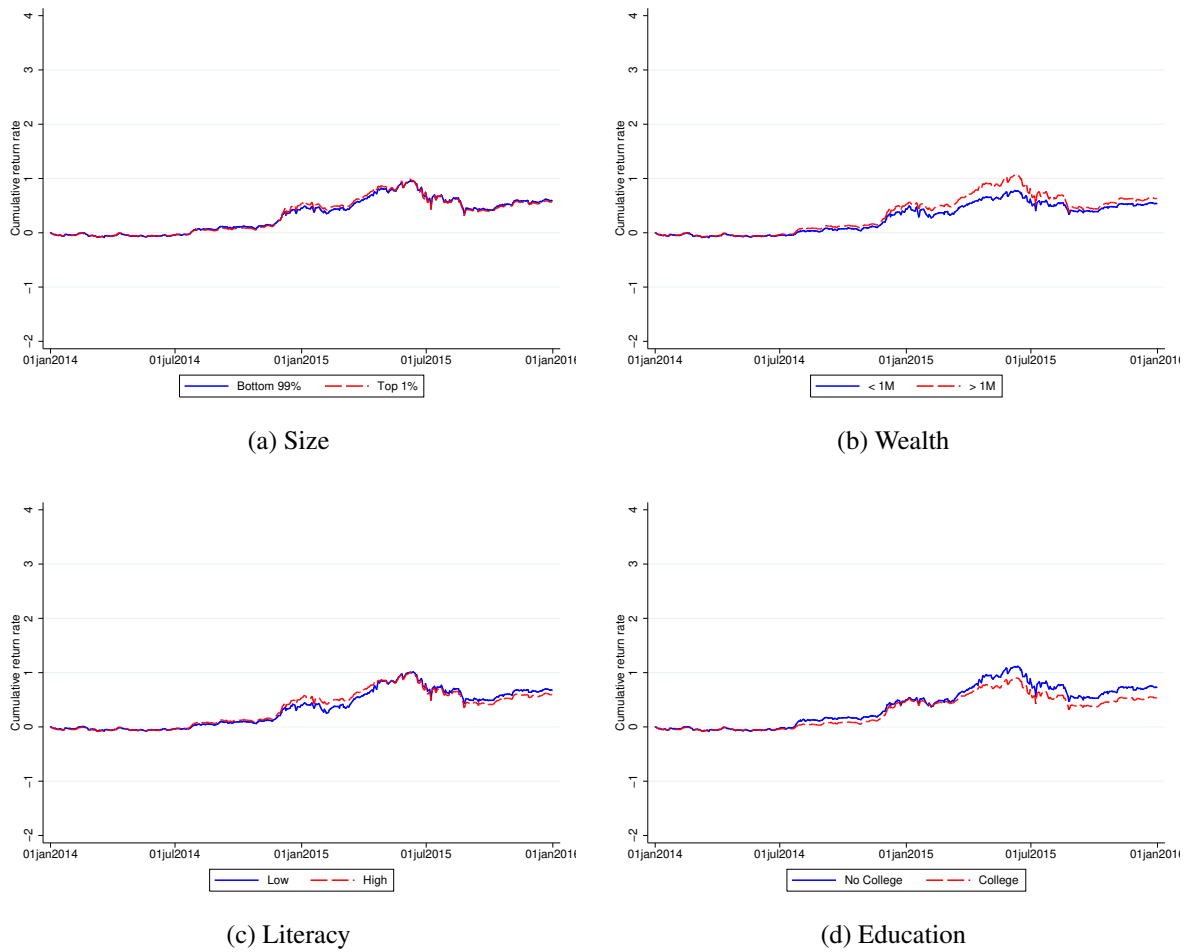 Cumulative return rate
4
3
2
1
0
−1
−2
01jan2014 01jul2014 01jan2015 01jul2015 01jan2016
Bottom 99% Top 1%
(a) Size
Cumulative return rate
4
3
2
1
0
−1
−2
01jan2014 01jul2014 01jan2015 01jul2015 01jan2016
< 1M > 1M
(b) Wealth
Cumulative return rate
4
3
2
1
0
−1
−2
01jan2014 01jul2014 01jan2015 01jul2015 01jan2016
Low High
(c) Literacy
Cumulative return rate
4
3
2
1
0
−1
−2
01jan2014 01jul2014 01jan2015 01jul2015 01jan2016
No College College
(d) Education